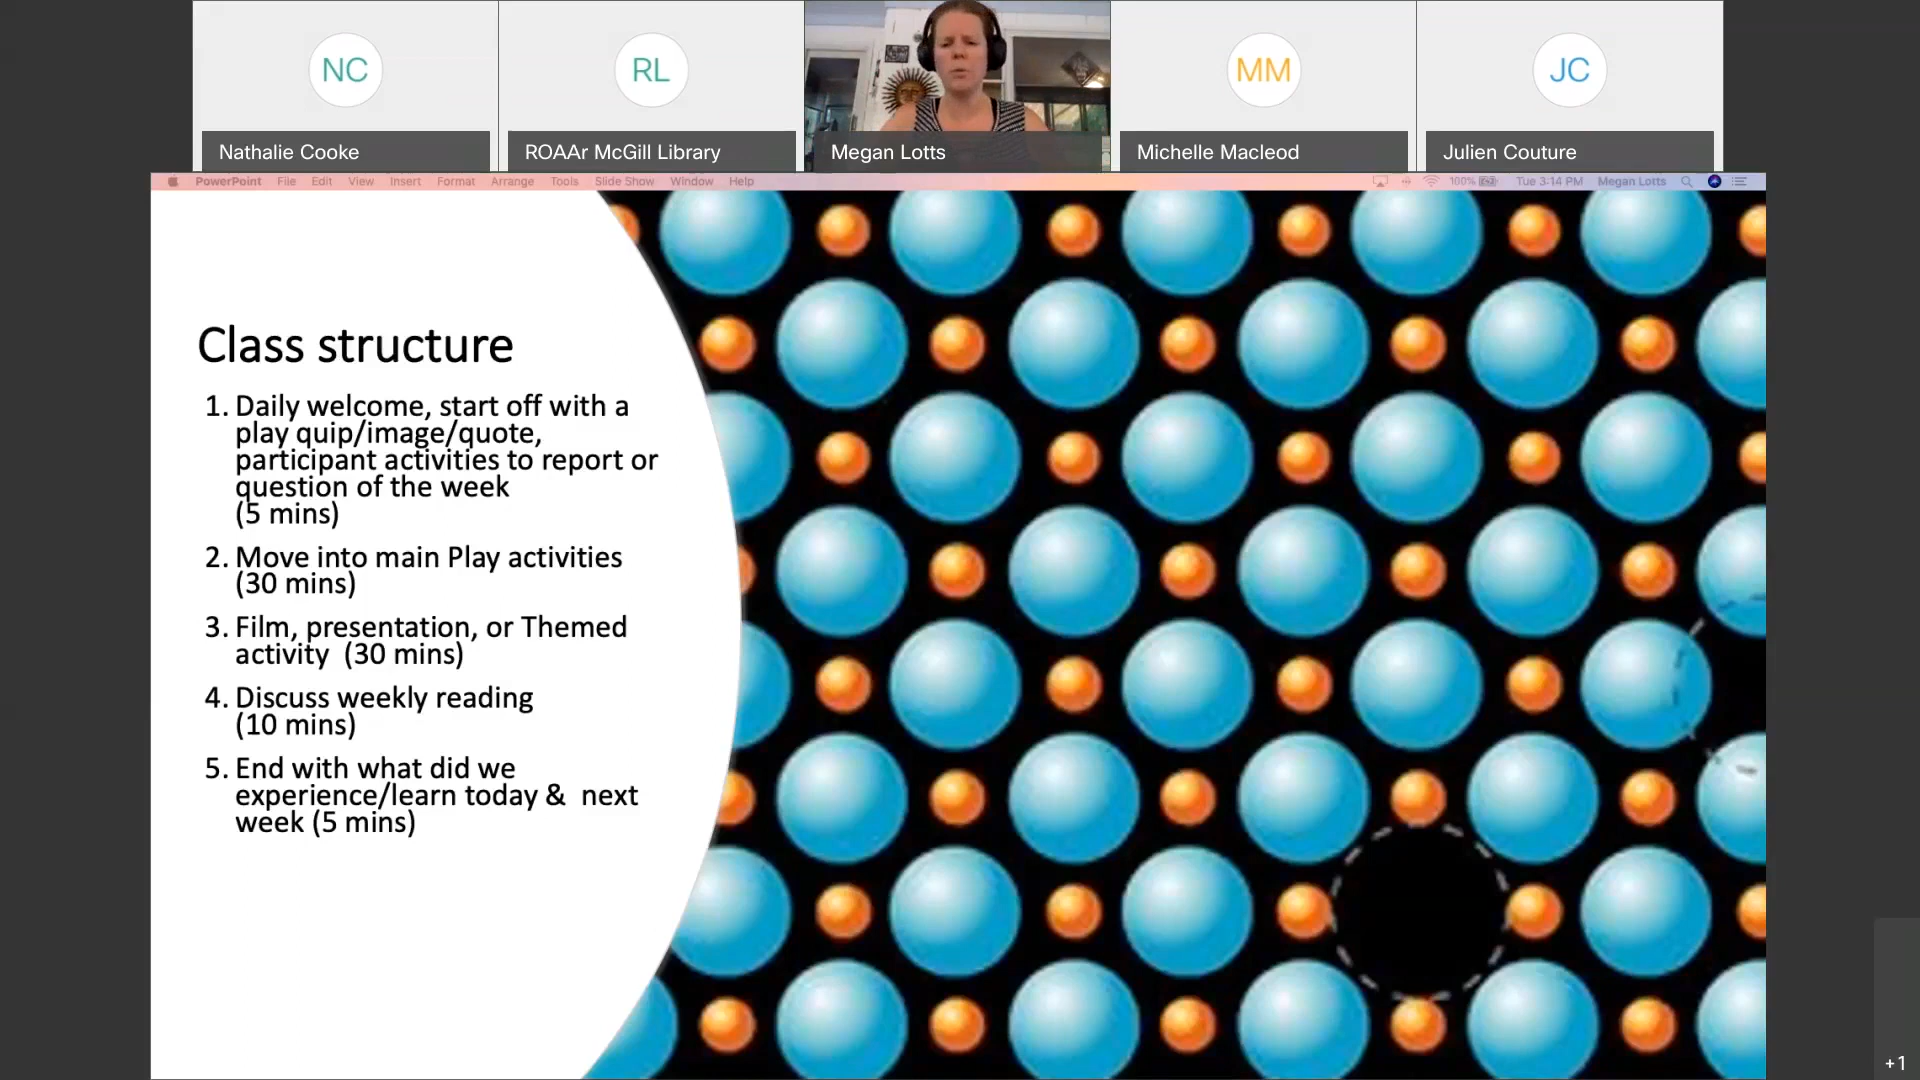 NC
RL
MM
JC
Nathalie Cooke
ROAAr McGill Library
Megan Lotts
Michelle Macleod
Julien Couture
PowerPoint File Edit View Insert Format Arrange Tools Slide Show Window Help
100% Tue 3:14 PM Megan Lotts
Class structure
1. Daily welcome, start off with a
play quip/image/quote,
participant activities to report or
question of the week
(5 mins)
2. Move into main Play activities
(30 mins)
3. Film, presentation, or Themed
activity (30 mins)
4. Discuss weekly reading
(10 mins)
5. End with what did we
experience/learn today & next
week (5 mins)
+1